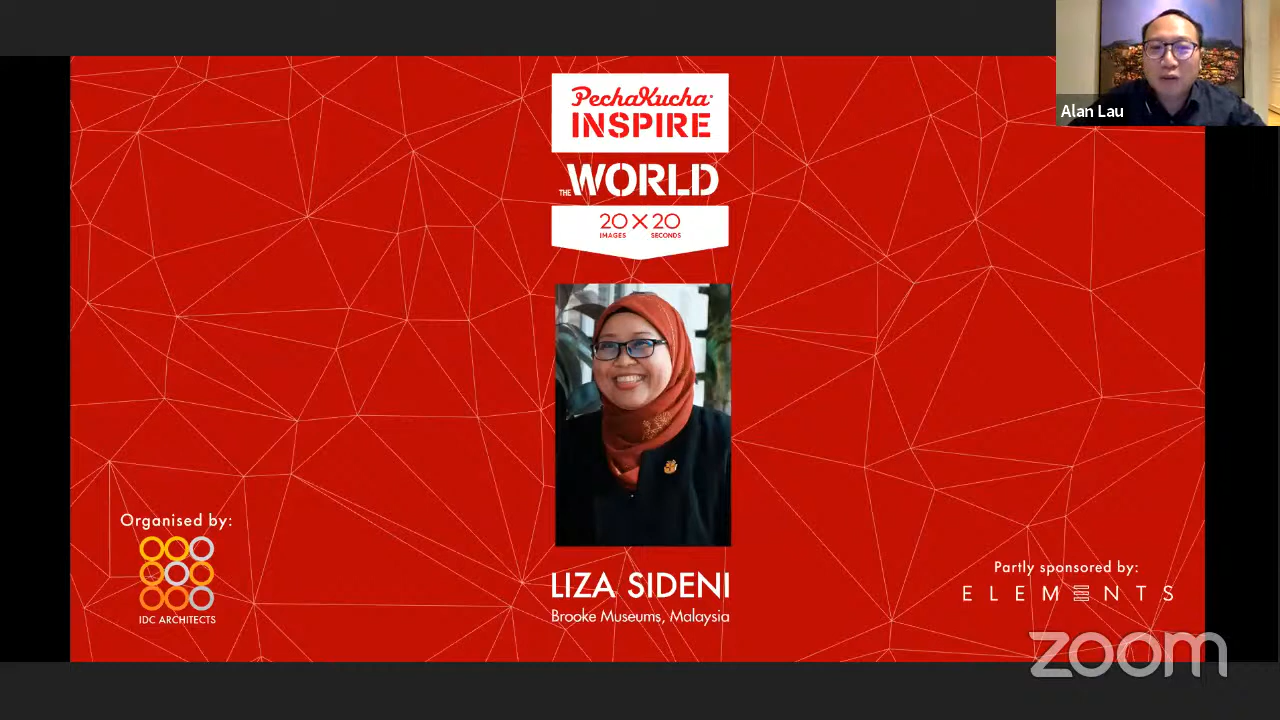 PechaKucha
INSPIRE
THE WORLD
20 X 20
IMAGES SECONDS
Alan Lau
Organised by:
IDC ARCHITECTS
LIZA SIDENI
Brooke Museums, Malaysia
Partly sponsored by:
ELEMENTS
zoom